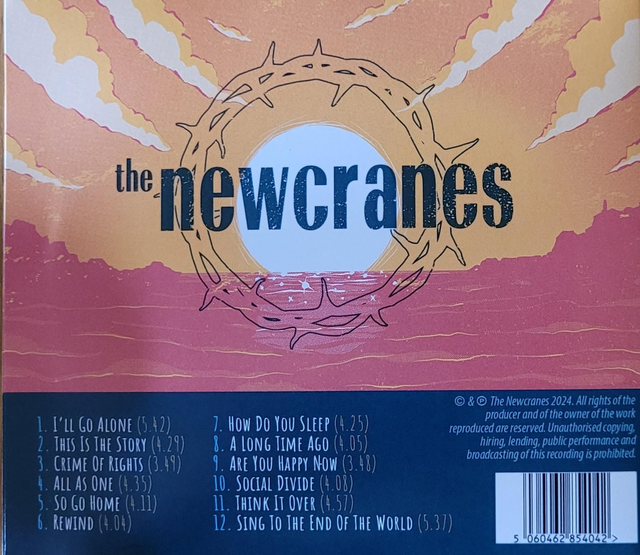 the newcranes
1. I'll Go Alone (5.42)
2. This Is The Story (4.29)
3. Crime Of Rights (3.49)
4. All As One (4.35)
5. So Go Home (4.11)
6. Rewind (4.04)
7. How Do You Sleep (4.25)
8. A Long Time Ago (4.05)
9. Are You Happy Now (3.48)
10. Social Divide (4.08)
11. Think It Over (4.57)
12. Sing To The End Of The World (5.37)
© & ℗ The Newcranes 2024. All rights of the
producer and of the owner of the work
reproduced are reserved. Unauthorised copying,
hiring, lending, public performance and
broadcasting of this recording is prohibited.
5 060462 854042 >